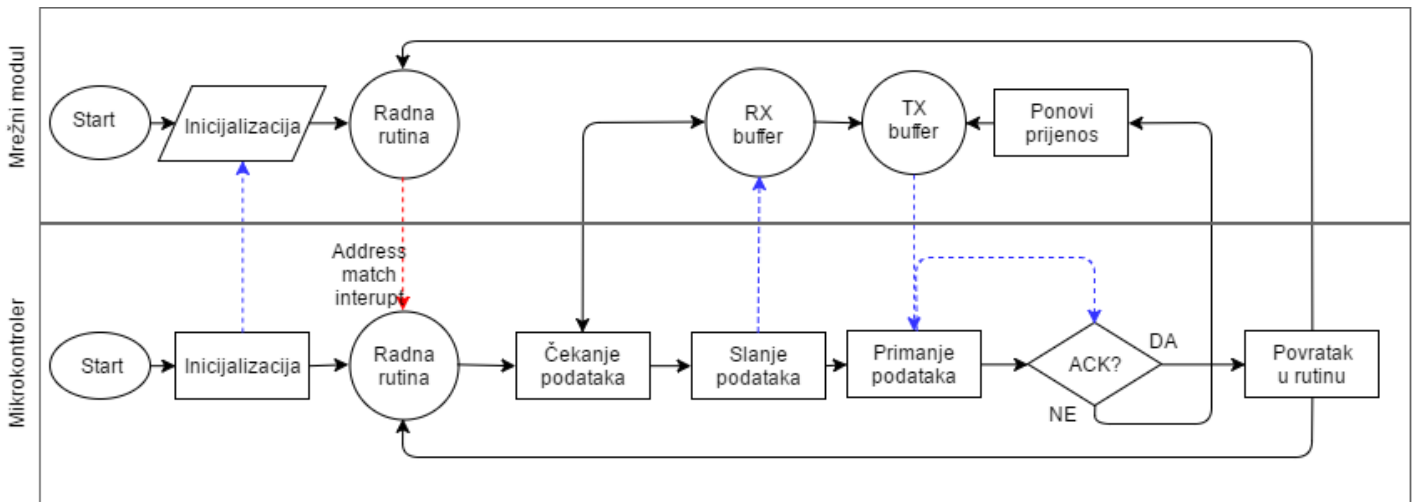 Mrežni modul
Start
Inicijalizacija
Radna
rutina
RX
buffer
TX
buffer
Ponovi
prijenos
Address
match
interupt
Mikrokontroler
Start
Inicijalizacija
Radna
rutina
Čekanje
podataka
Slanje
podataka
Primanje
podataka
ACK?
DA
NE
Povratak
u rutinu